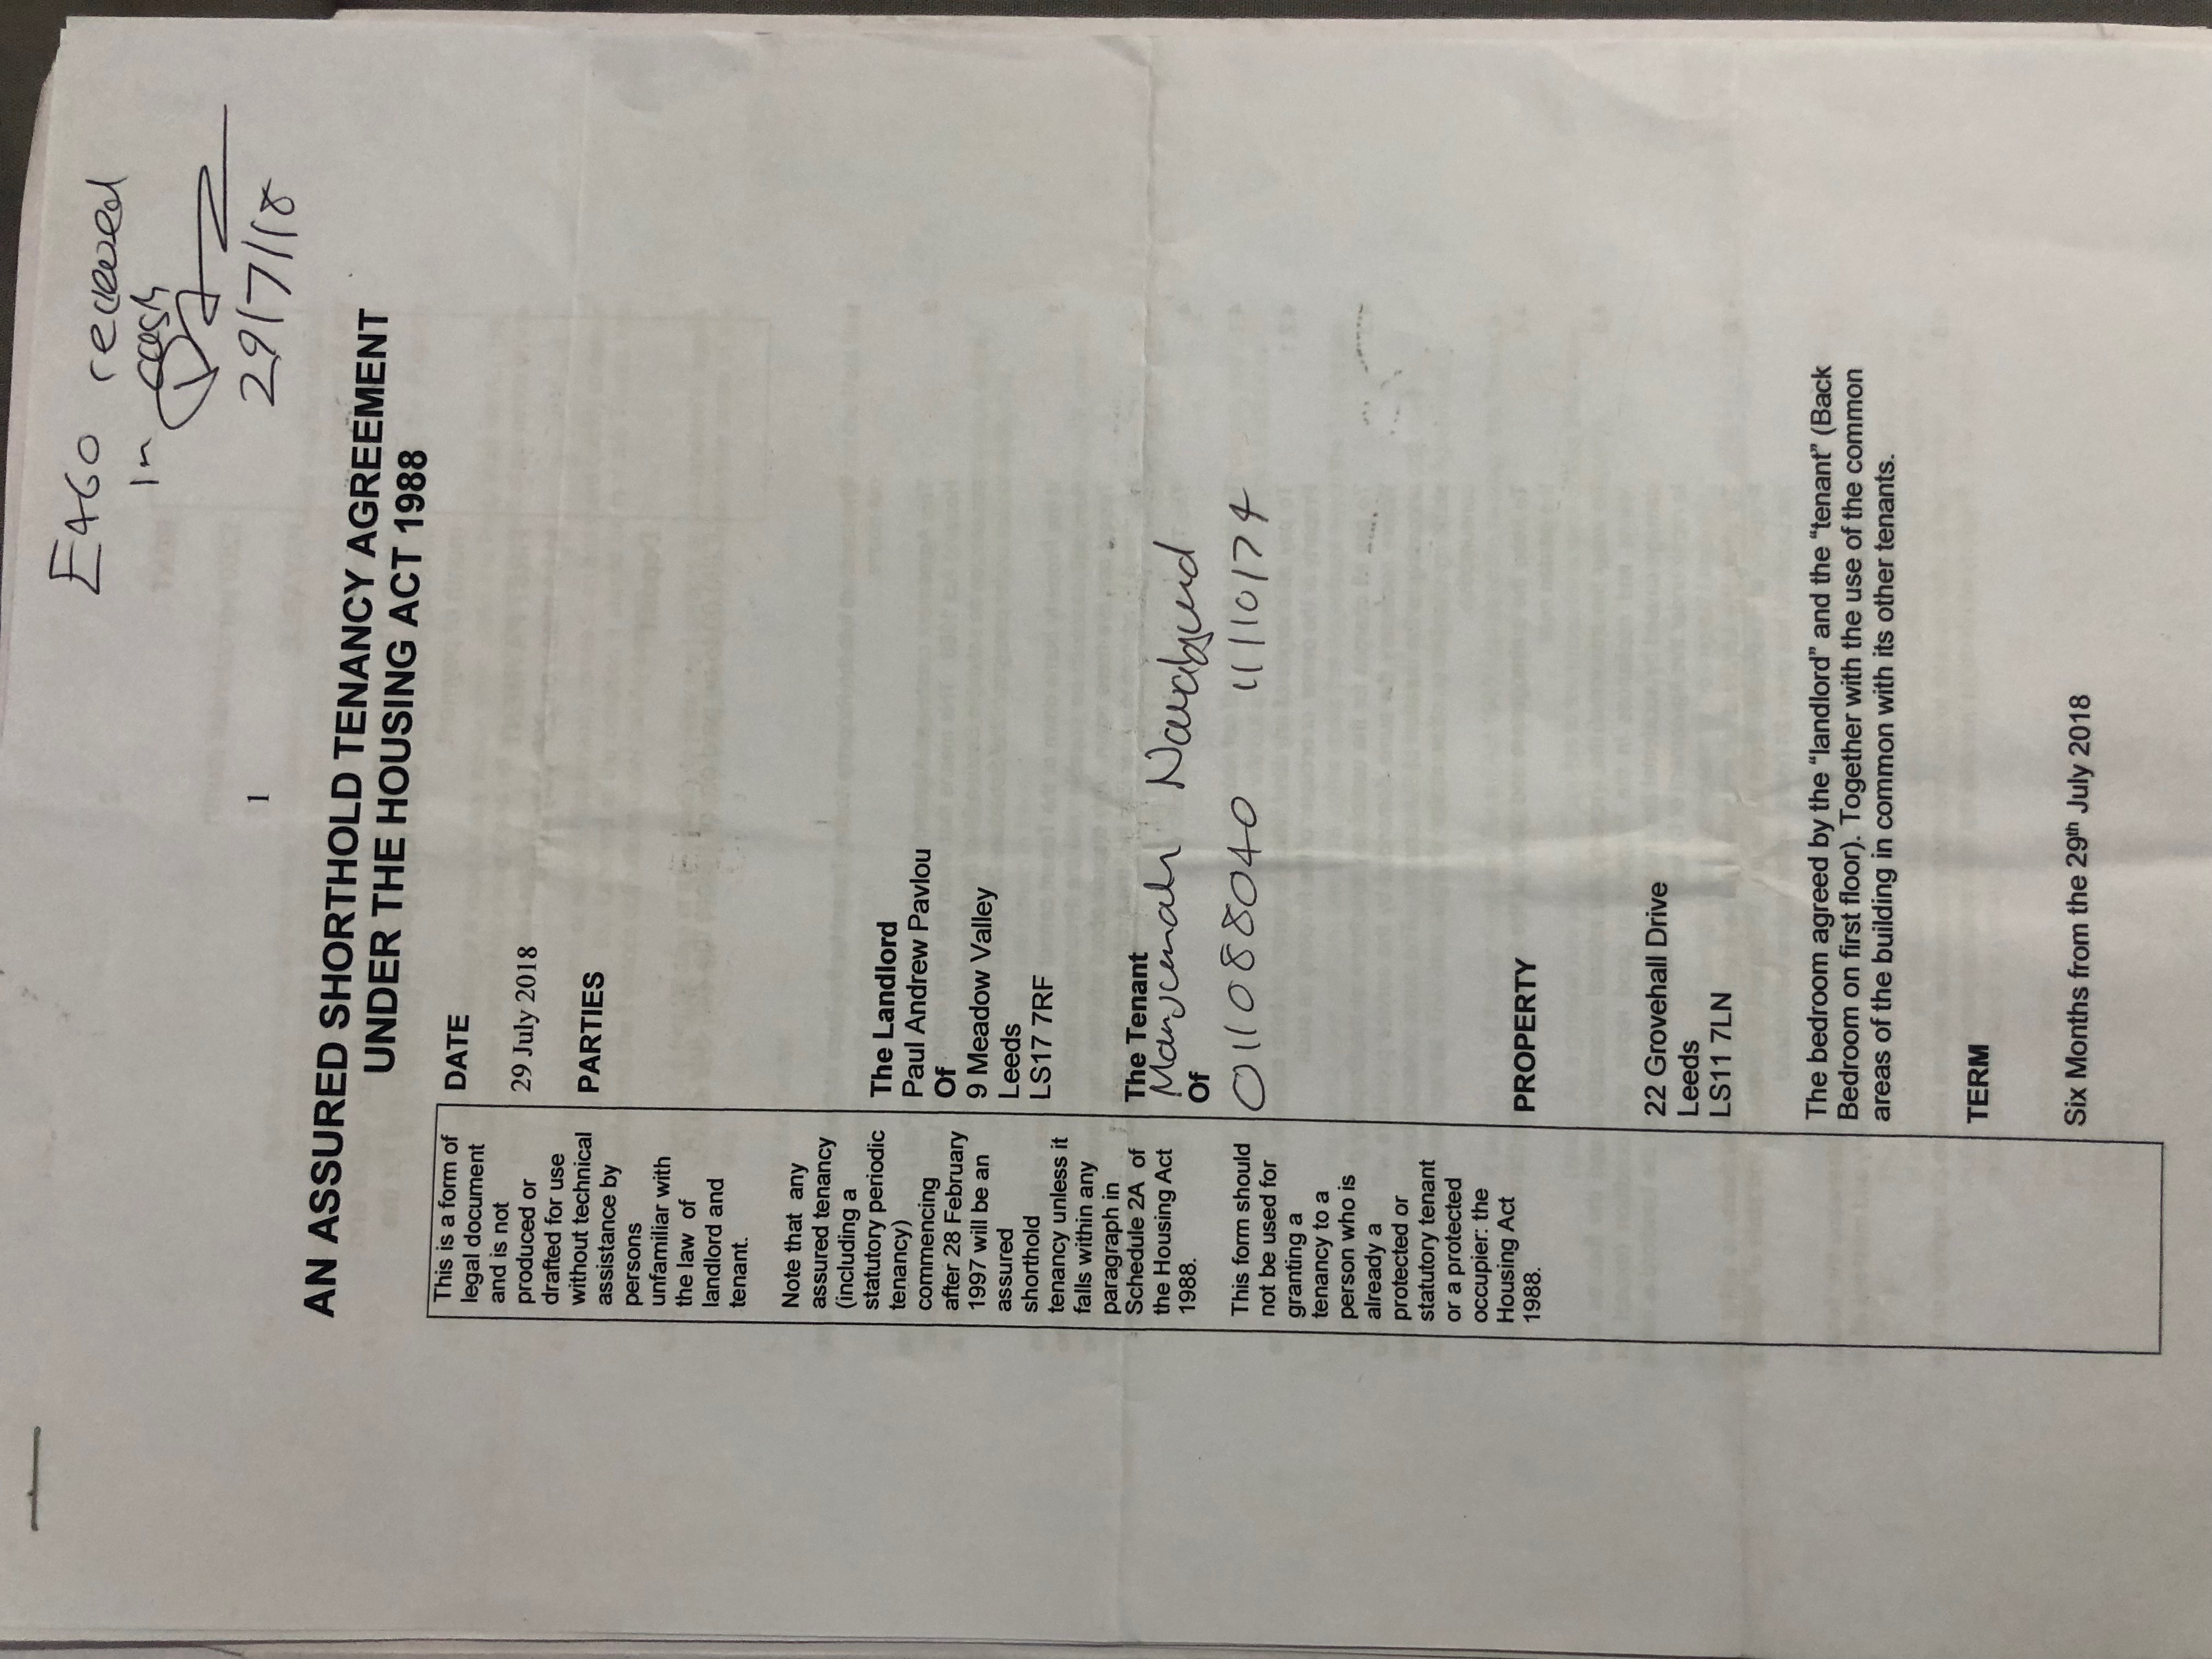 £460 recieved
In cash
29/7/18
1
AN ASSURED SHORTHOLD TENANCY AGREEMENT
UNDER THE HOUSING ACT 1988
This is a form of
legal document
and is not
produced or
drafted for use
without technical
assistance by
persons
unfamiliar with
the law of
landlord and
tenant.
Note that any
assured tenancy
(including a
statutory periodic
tenancy)
commencing
after 28 February
1997 will be an
assured
shorthold
tenancy unless it
falls within any
paragraph in
Schedule 2A of
the Housing Act
1988.
This form should
not be used for
granting a
tenancy to a
person who is
already a
protected or
statutory tenant
or a protected
occupier: the
Housing Act
1988.
DATE
29 July 2018
PARTIES
The Landlord
Paul Andrew Pavlou
Of
9 Meadow Valley
Leeds
LS17 7RF
The Tenant
Of
011088040 11/10/74
PROPERTY
22 Grovehall Drive
Leeds
LS11 7LN
The bedroom agreed by the “landlord” and the “tenant” (Back
Bedroom on first floor). Together with the use of the common
areas of the building in common with its other tenants.
TERM
Six Months from the 29th July 2018